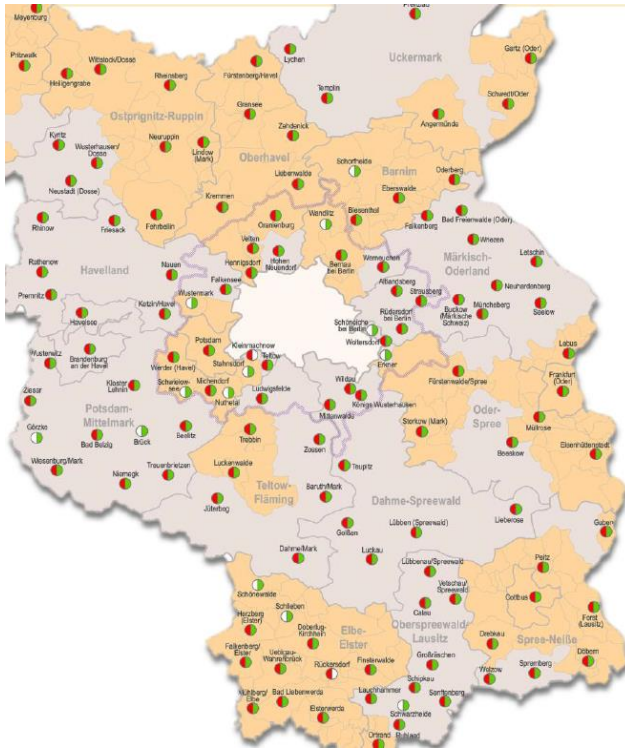 Meyenburg
Prenzlau
Pritzwalk
Wittstock/Dosse
Heiligengrabe
Rheinsberg
Fürstenberg/Havel
Lychen
Uckermark
Gartz (Oder)
Templin
Schwedt/Oder
Gransee
Ostprignitz-Ruppin
Zehdenick
Angermünde
Kyritz
Wusterhausen/
Dosse
Neuruppin
Lindow
(Mark)
Oberhavel
Schorfheide
Barnim
Neustadt (Dosse)
Liebenwalde
Eberswalde
Oderberg
Kremmen
Wandlitz
Biesenthal
Bad Freienwalde (Oder)
Rhinow
Friesack
Fehrbellin
Oranienburg
Falkenberg
Wriezen
Velten
Hohen
Neuendorf
Bernau
bei Berlin
Werneuchen
Märkisch-
Oderland
Letschin
Havelland
Nauen
Hennigsdorf
Rathenow
Falkensee
Altlandsberg
Strausberg
Neuhardenberg
Premnitz
Wustermark
Ketzin/Havel
Buckow
(Märkische
Schweiz)
Müncheberg
Seelow
Havelsee
Rüdersdorf
bei Berlin
Schöneiche
bei Berlin
Woltersdorf
Potsdam
Kleinmachnow
Teltow
Stahnsdorf
Erkner
Lebus
Wusterwitz
Brandenburg
an der Havel
Werder (Havel)
Schwielow-
see
Michendorf
Nuthetal
Ludwigsfelde
Wildau
Königs Wusterhausen
Mittenwalde
Fürstenwalde/Spree
Frankfurt
(Oder)
Ziesar
Kloster
Lehnin
Potsdam-
Mittelmark
Oder-
Spree
Görzke
Bad Belzig
Brück
Beelitz
Trebbin
Zossen
Storkow (Mark)
Müllrose
Beeskow
Eisenhüttenstadt
Wiesenburg/Mark
Niemegk
Treuenbrietzen
Luckenwalde
Teupitz
Teltow-
Fläming
Jüterbog
Baruth/Mark
Dahme-Spreewald
Golßen
Lübben (Spreewald)
Lieberose
Guben
Dahme/Mark
Luckau
Lübbenau/Spreewald
Peitz
Schönewalde
Vetschau/
Spreewald
Cottbus
Schlieben
Herzberg
(Elster)
Doberlug-
Kirchhain
Elbe-
Elster
Calau
Oberspreewald/
Lausitz
Forst
(Lausitz)
Drebkau
Spree-Neiße
Falkenberg/
Elster
Uebigau-
Wahrenbrück
Rückersdorf
Finsterwalde
Großräschen
Döbern
Welzow
Spremberg
Mühlberg/
Elbe
Bad Liebenwerda
Elsterwerda
Lauchhammer
Schipkau
Senftenberg
Schwarzheide
Ruhland
Ortrand